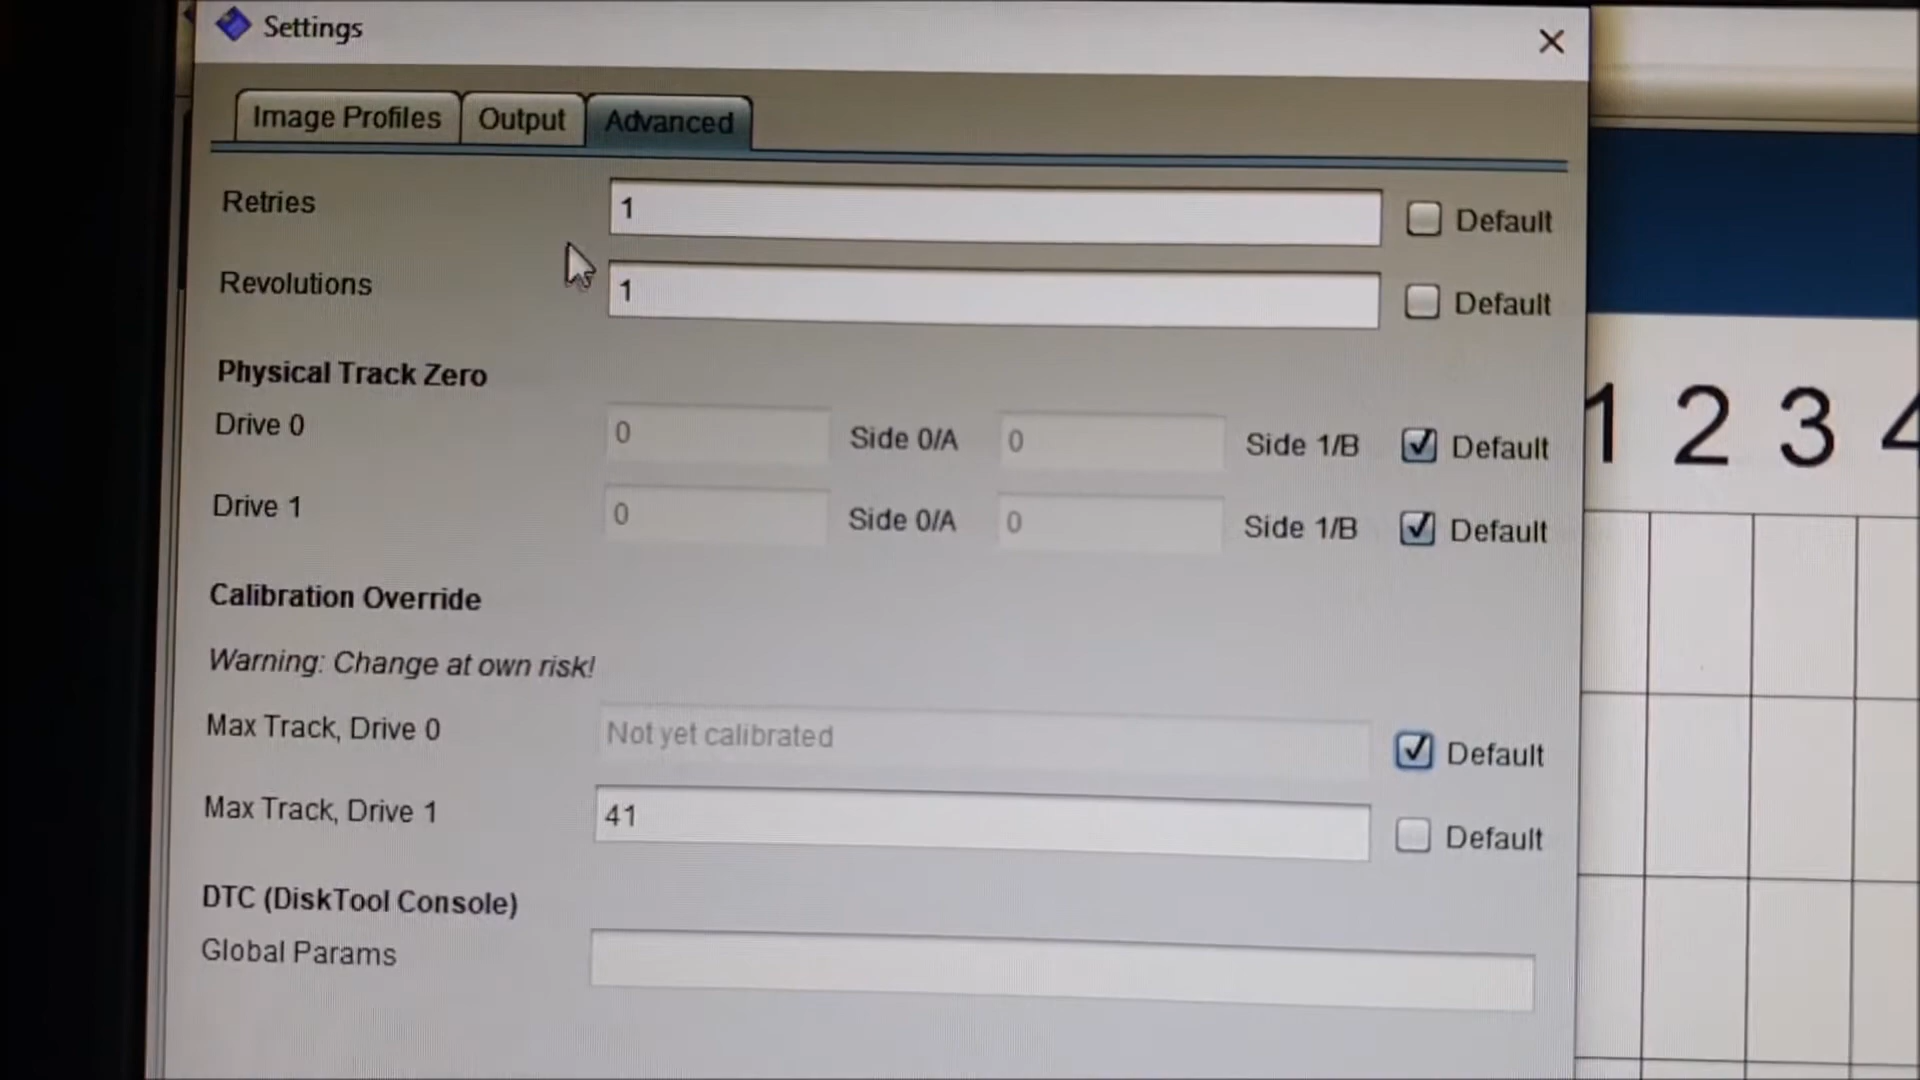 Settings
Image Profiles Output Advanced
Retries 1 Default
Revolutions 1 Default
Physical Track Zero
Drive 0 0 Side 0/A 0 Side 1/B Default
Drive 1 0 Side 0/A 0 Side 1/B Default
Calibration Override
Warning: Change at own risk!
Max Track, Drive 0 Not yet calibrated Default
Max Track, Drive 1 41 Default
DTC (DiskTool Console)
Global Params
1 2 3 4